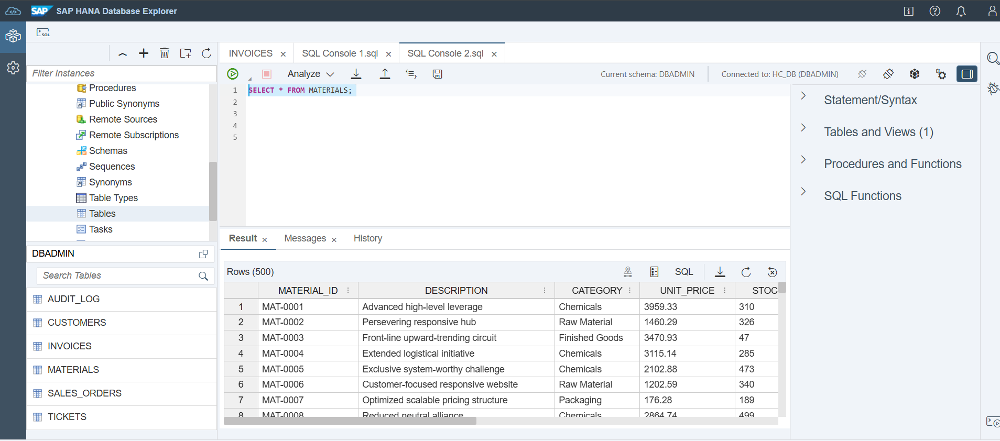 SAP SAP HANA Database Explorer
SQL
Filter Instances
Procedures
Public Synonyms
Remote Sources
Remote Subscriptions
Schemas
Sequences
Synonyms
Table Types
Tables
Tasks
DBADMIN
Search Tables
AUDIT_LOG
CUSTOMERS
INVOICES
MATERIALS
SALES_ORDERS
TICKETS
INVOICES × SQL Console 1.sql × SQL Console 2.sql ×
Analyze Current schema: DBADMIN Connected to: HC_DB (DBADMIN)
1 SELECT * FROM MATERIALS;
2
3
4
5
Result × Messages × History
Rows (500) SQL
MATERIAL_ID DESCRIPTION CATEGORY UNIT_PRICE STOC
1 MAT-0001 Advanced high-level leverage Chemicals 3959.33 310
2 MAT-0002 Persevering responsive hub Raw Material 1460.29 326
3 MAT-0003 Front-line upward-trending circuit Finished Goods 3470.93 47
4 MAT-0004 Extended logistical initiative Chemicals 3115.14 285
5 MAT-0005 Exclusive system-worthy challenge Chemicals 2102.88 473
6 MAT-0006 Customer-focused responsive website Raw Material 1202.59 340
7 MAT-0007 Optimized scalable pricing structure Packaging 176.28 189
8 MAT-0008 Reduced neutral alliance Chemicals 2864.74 499
Statement/Syntax
Tables and Views (1)
Procedures and Functions
SQL Functions